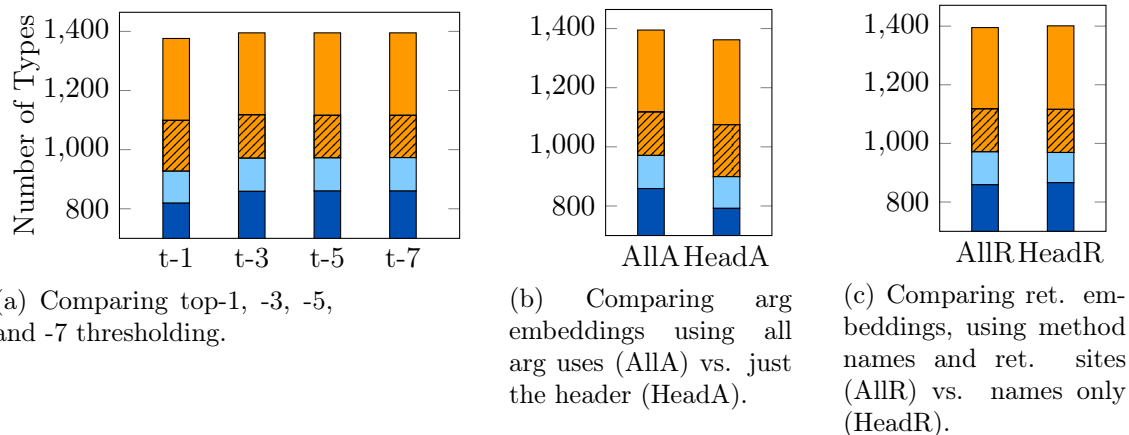 Number of Types
1,400
1,200
1,000
800
t-1 t-3 t-5 t-7
(a) Comparing top-1, -3, -5,
and -7 thresholding.
1,400
1,200
1,000
800
AllA HeadA
(b) Comparing arg
embeddings using all
arg uses (AllA) vs. just
the header (HeadA).
1,400
1,200
1,000
800
AllR HeadR
(c) Comparing ret. em-
beddings, using method
names and ret. sites
(AllR) vs. names only
(HeadR).